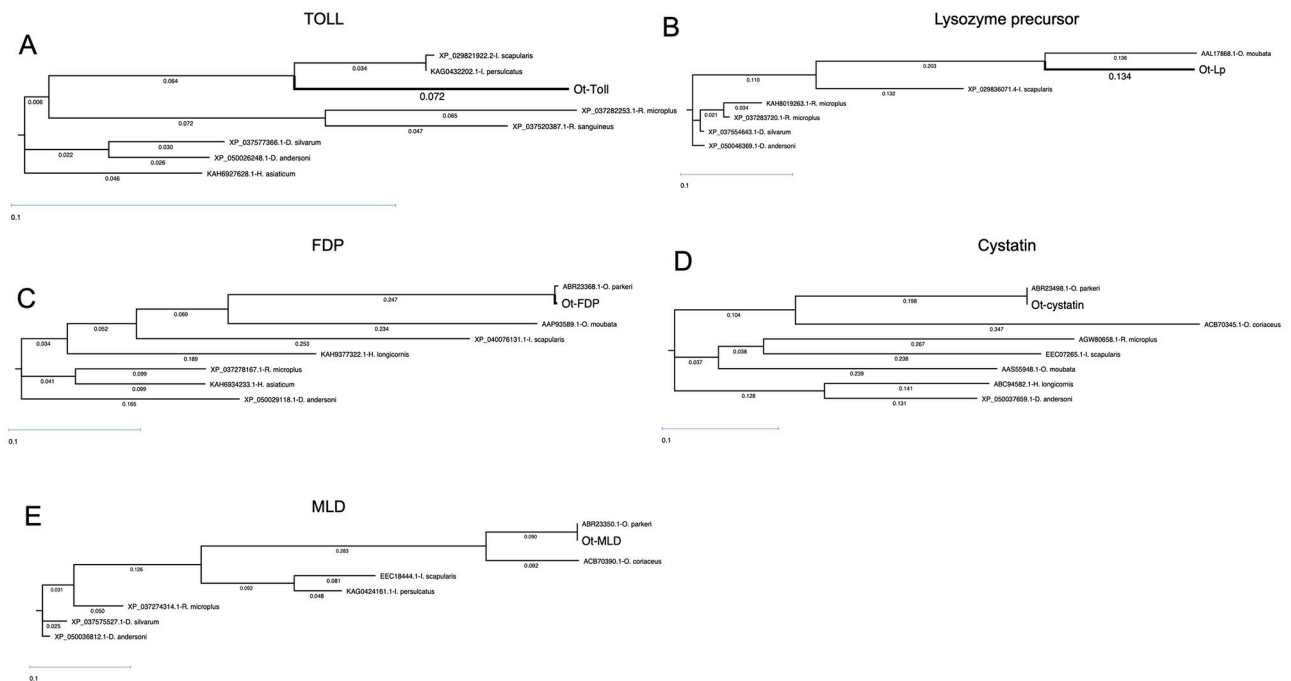 TOLL
A
XP_029821922.2-I. scapularis
0.034
KAG0432202.1-I. persulcatus
0.064
Ot-Toll
0.072
0.006
XP_037282253.1-R. microplus
0.065
0.072
XP_037520387.1-R. sanguineus
0.047
XP_037577366.1-D. silvarum
0.030
0.022
XP_050026248.1-D. andersoni
0.026
KAH6927628.1-H. asiaticum
0.046
0.1
Lysozyme precursor
B
AAL17868.1-O. moubata
0.136
0.203
Ot-Lp
0.134
0.110
XP_029836071.4-I. scapularis
0.132
KAH8019263.1-R. microplus
0.034
0.021
XP_037283720.1-R. microplus
XP_037554643.1-D. silvarum
XP_050046369.1-D. andersoni
0.1
FDP
C
ABR23368.1-O. parkeri
0.247
Ot-FDP
0.069
AAP93589.1-O. moubata
0.234
0.052
XP_040076131.1-I. scapularis
0.253
0.034
KAH9377322.1-H. longicornis
0.189
XP_037278167.1-R. microplus
0.099
0.041
KAH6934233.1-H. asiaticum
0.099
XP_050029118.1-D. andersoni
0.165
0.1
Cystatin
D
ABR23498.1-O. parkeri
0.198
Ot-cystatin
0.104
ACB70345.1-O. coriaceus
0.347
AGW80658.1-R. microplus
0.267
0.038
EEC07265.1-I. scapularis
0.238
0.037
AAS55948.1-O. moubata
0.239
ABC94582.1-H. longicornis
0.141
0.128
XP_050037659.1-D. andersoni
0.131
0.1
MLD
E
ABR23350.1-O. parkeri
0.090
Ot-MLD
0.263
ACB70390.1-O. coriaceus
0.092
0.126
EEC18444.1-I. scapularis
0.081
0.092
KAG0424161.1-I. persulcatus
0.048
0.031
XP_037274314.1-R. microplus
0.050
XP_037575527.1-D. silvarum
0.025
XP_050036812.1-D. andersoni
0.1